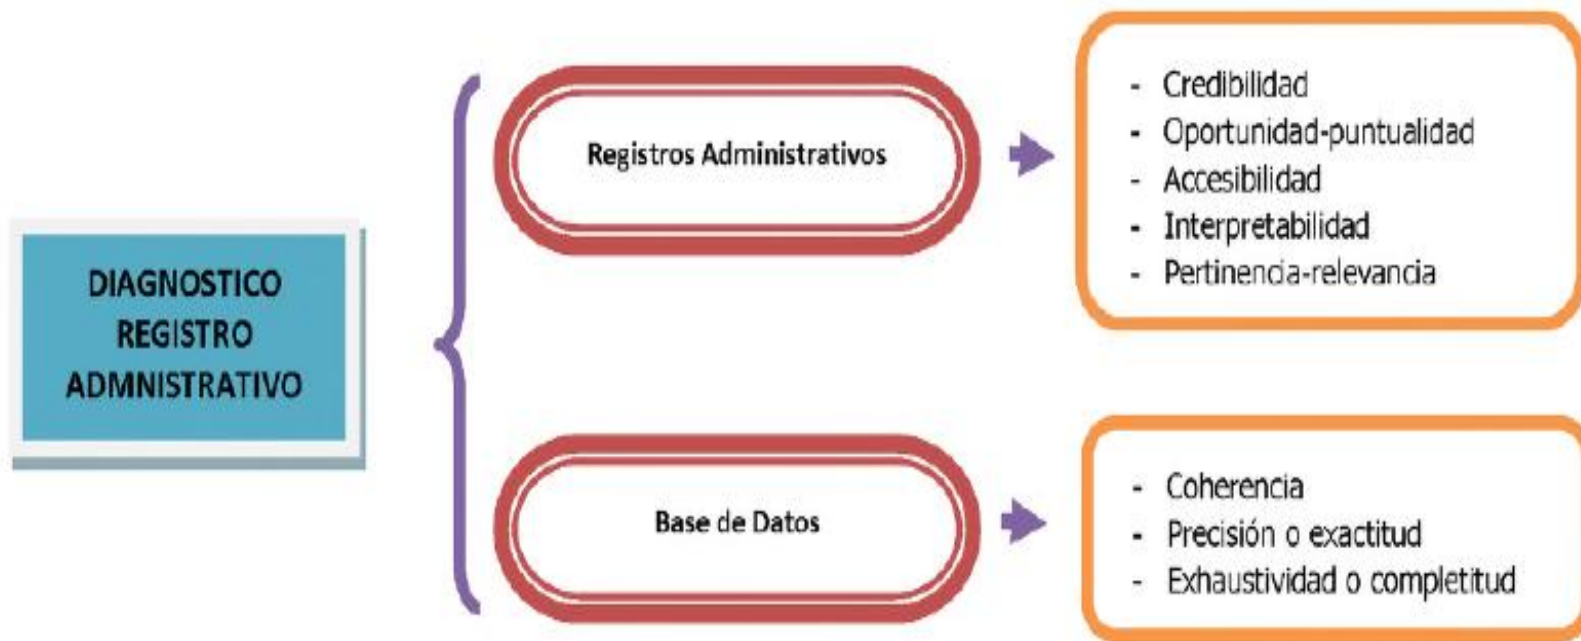 DIAGNOSTICO
REGISTRO
ADMNISTRATIVO
Registros Administrativos
- Credibilidad
- Oportunidad-puntualidad
- Accesibilidad
- Interpretabilidad
- Pertinencia-relevancia
Base de Datos
- Coherencia
- Precisión o exactitud
- Exhaustividad o completitud